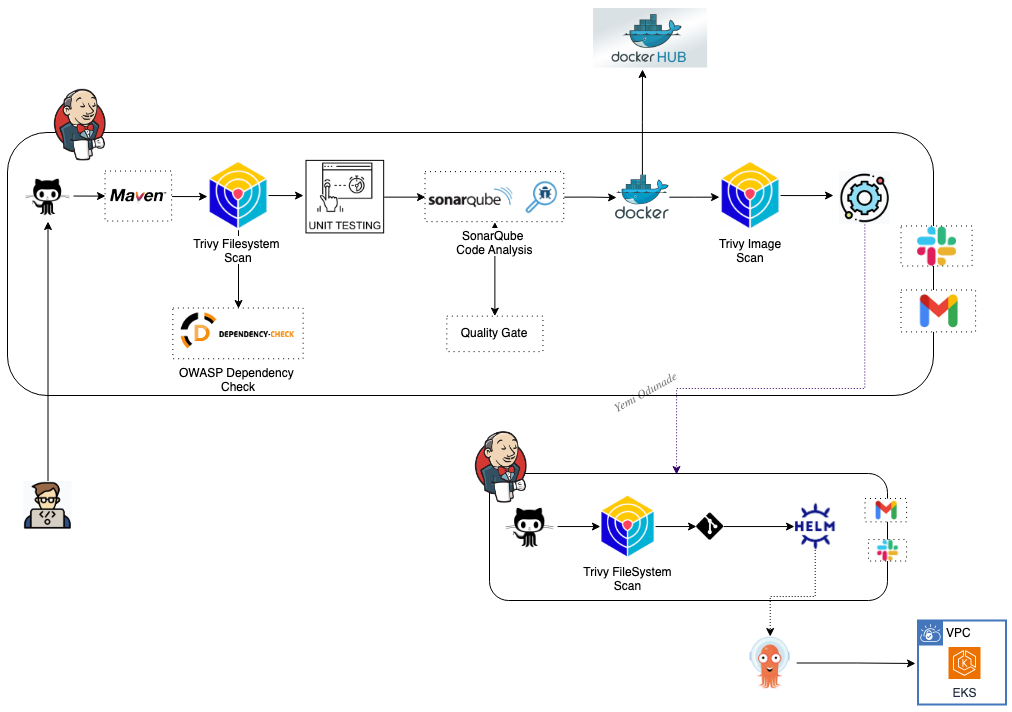 docker HUB
Maven
Trivy Filesystem
Scan
UNIT TESTING
sonarqube
SonarQube
Code Analysis
docker
Trivy Image
Scan
DEPENDENCY-CHECK
OWASP Dependency
Check
Quality Gate
Yemi Odunade
HELM
Trivy FileSystem
Scan
VPC
EKS